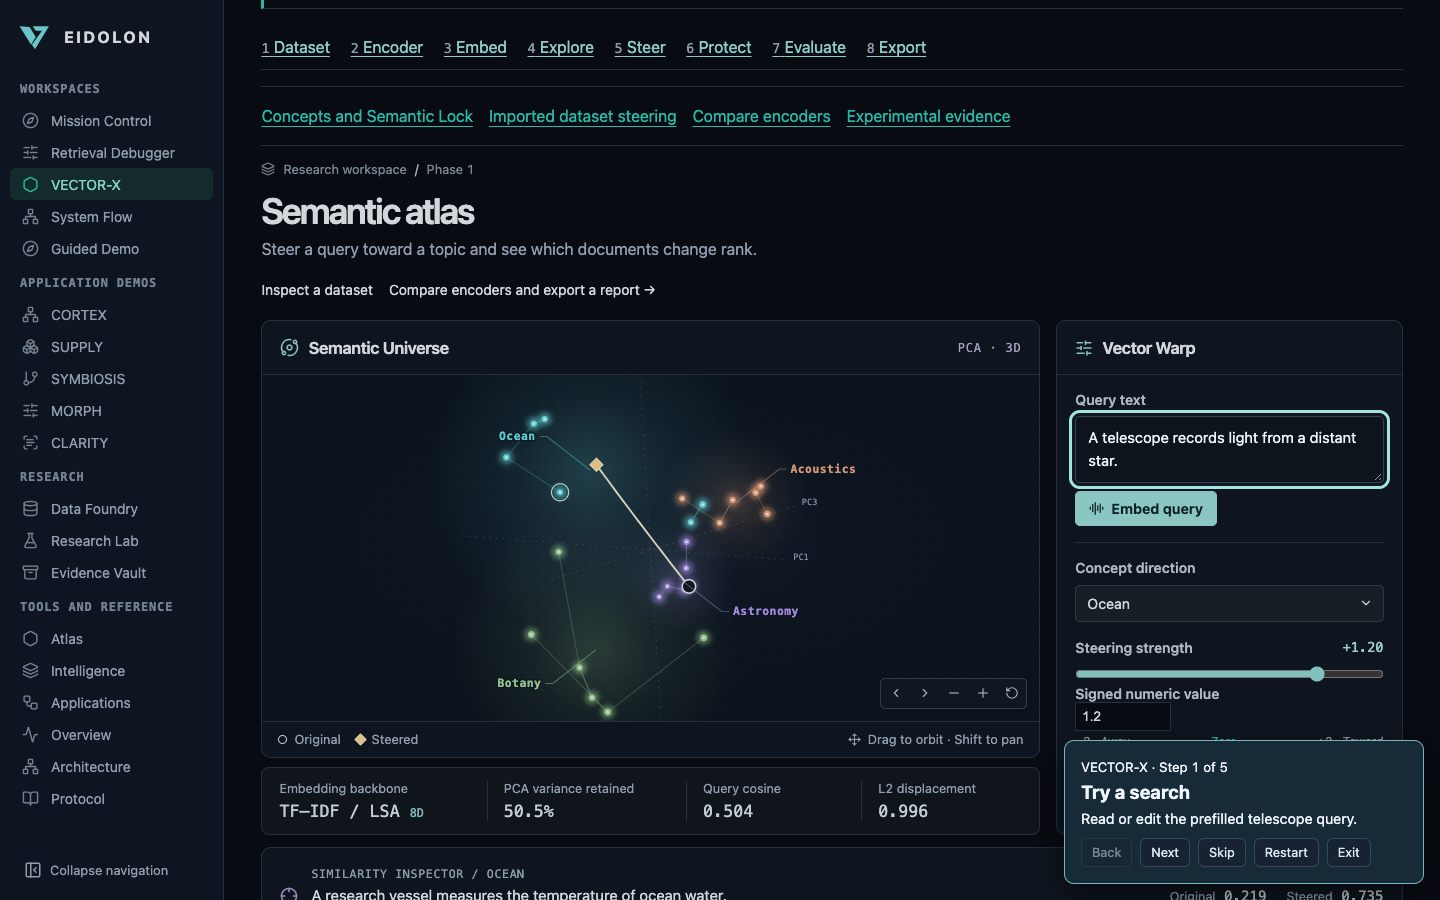 EIDOLON
WORKSPACES
Mission Control
Retrieval Debugger
VECTOR-X
System Flow
Guided Demo
APPLICATION DEMOS
CORTEX
SUPPLY
SYMBIOSIS
MORPH
CLARITY
RESEARCH
Data Foundry
Research Lab
Evidence Vault
TOOLS AND REFERENCE
Atlas
Intelligence
Applications
Overview
Architecture
Protocol
Collapse navigation
1 Dataset 2 Encoder 3 Embed 4 Explore 5 Steer 6 Protect 7 Evaluate 8 Export
Concepts and Semantic Lock Imported dataset steering Compare encoders Experimental evidence
Research workspace / Phase 1
Semantic atlas
Steer a query toward a topic and see which documents change rank.
Inspect a dataset Compare encoders and export a report →
Semantic Universe PCA · 3D
Ocean
Acoustics
PC3
PC1
Astronomy
Botany
Original Steered Drag to orbit · Shift to pan
Embedding backbone PCA variance retained Query cosine L2 displacement
TF–IDF / LSA 8D 50.5% 0.504 0.996
SIMILARITY INSPECTOR / OCEAN
A research vessel measures the temperature of ocean water.
Original 0.219 Steered 0.735
Vector Warp
Query text
A telescope records light from a distant
star.
Embed query
Concept direction
Ocean
Steering strength +1.20
Signed numeric value
1.2
VECTOR-X · Step 1 of 5
Try a search
Read or edit the prefilled telescope query.
Back Next Skip Restart Exit